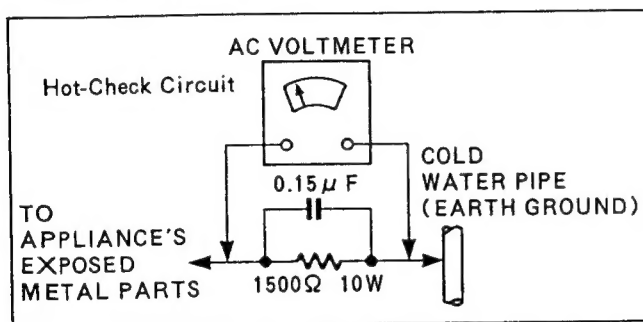 AC VOLTMETER
Hot-Check Circuit
COLD
WATER PIPE
(EARTH GROUND)
0.15μF
TO
APPLIANCE'S
EXPOSED
METAL PARTS
1500Ω 10W